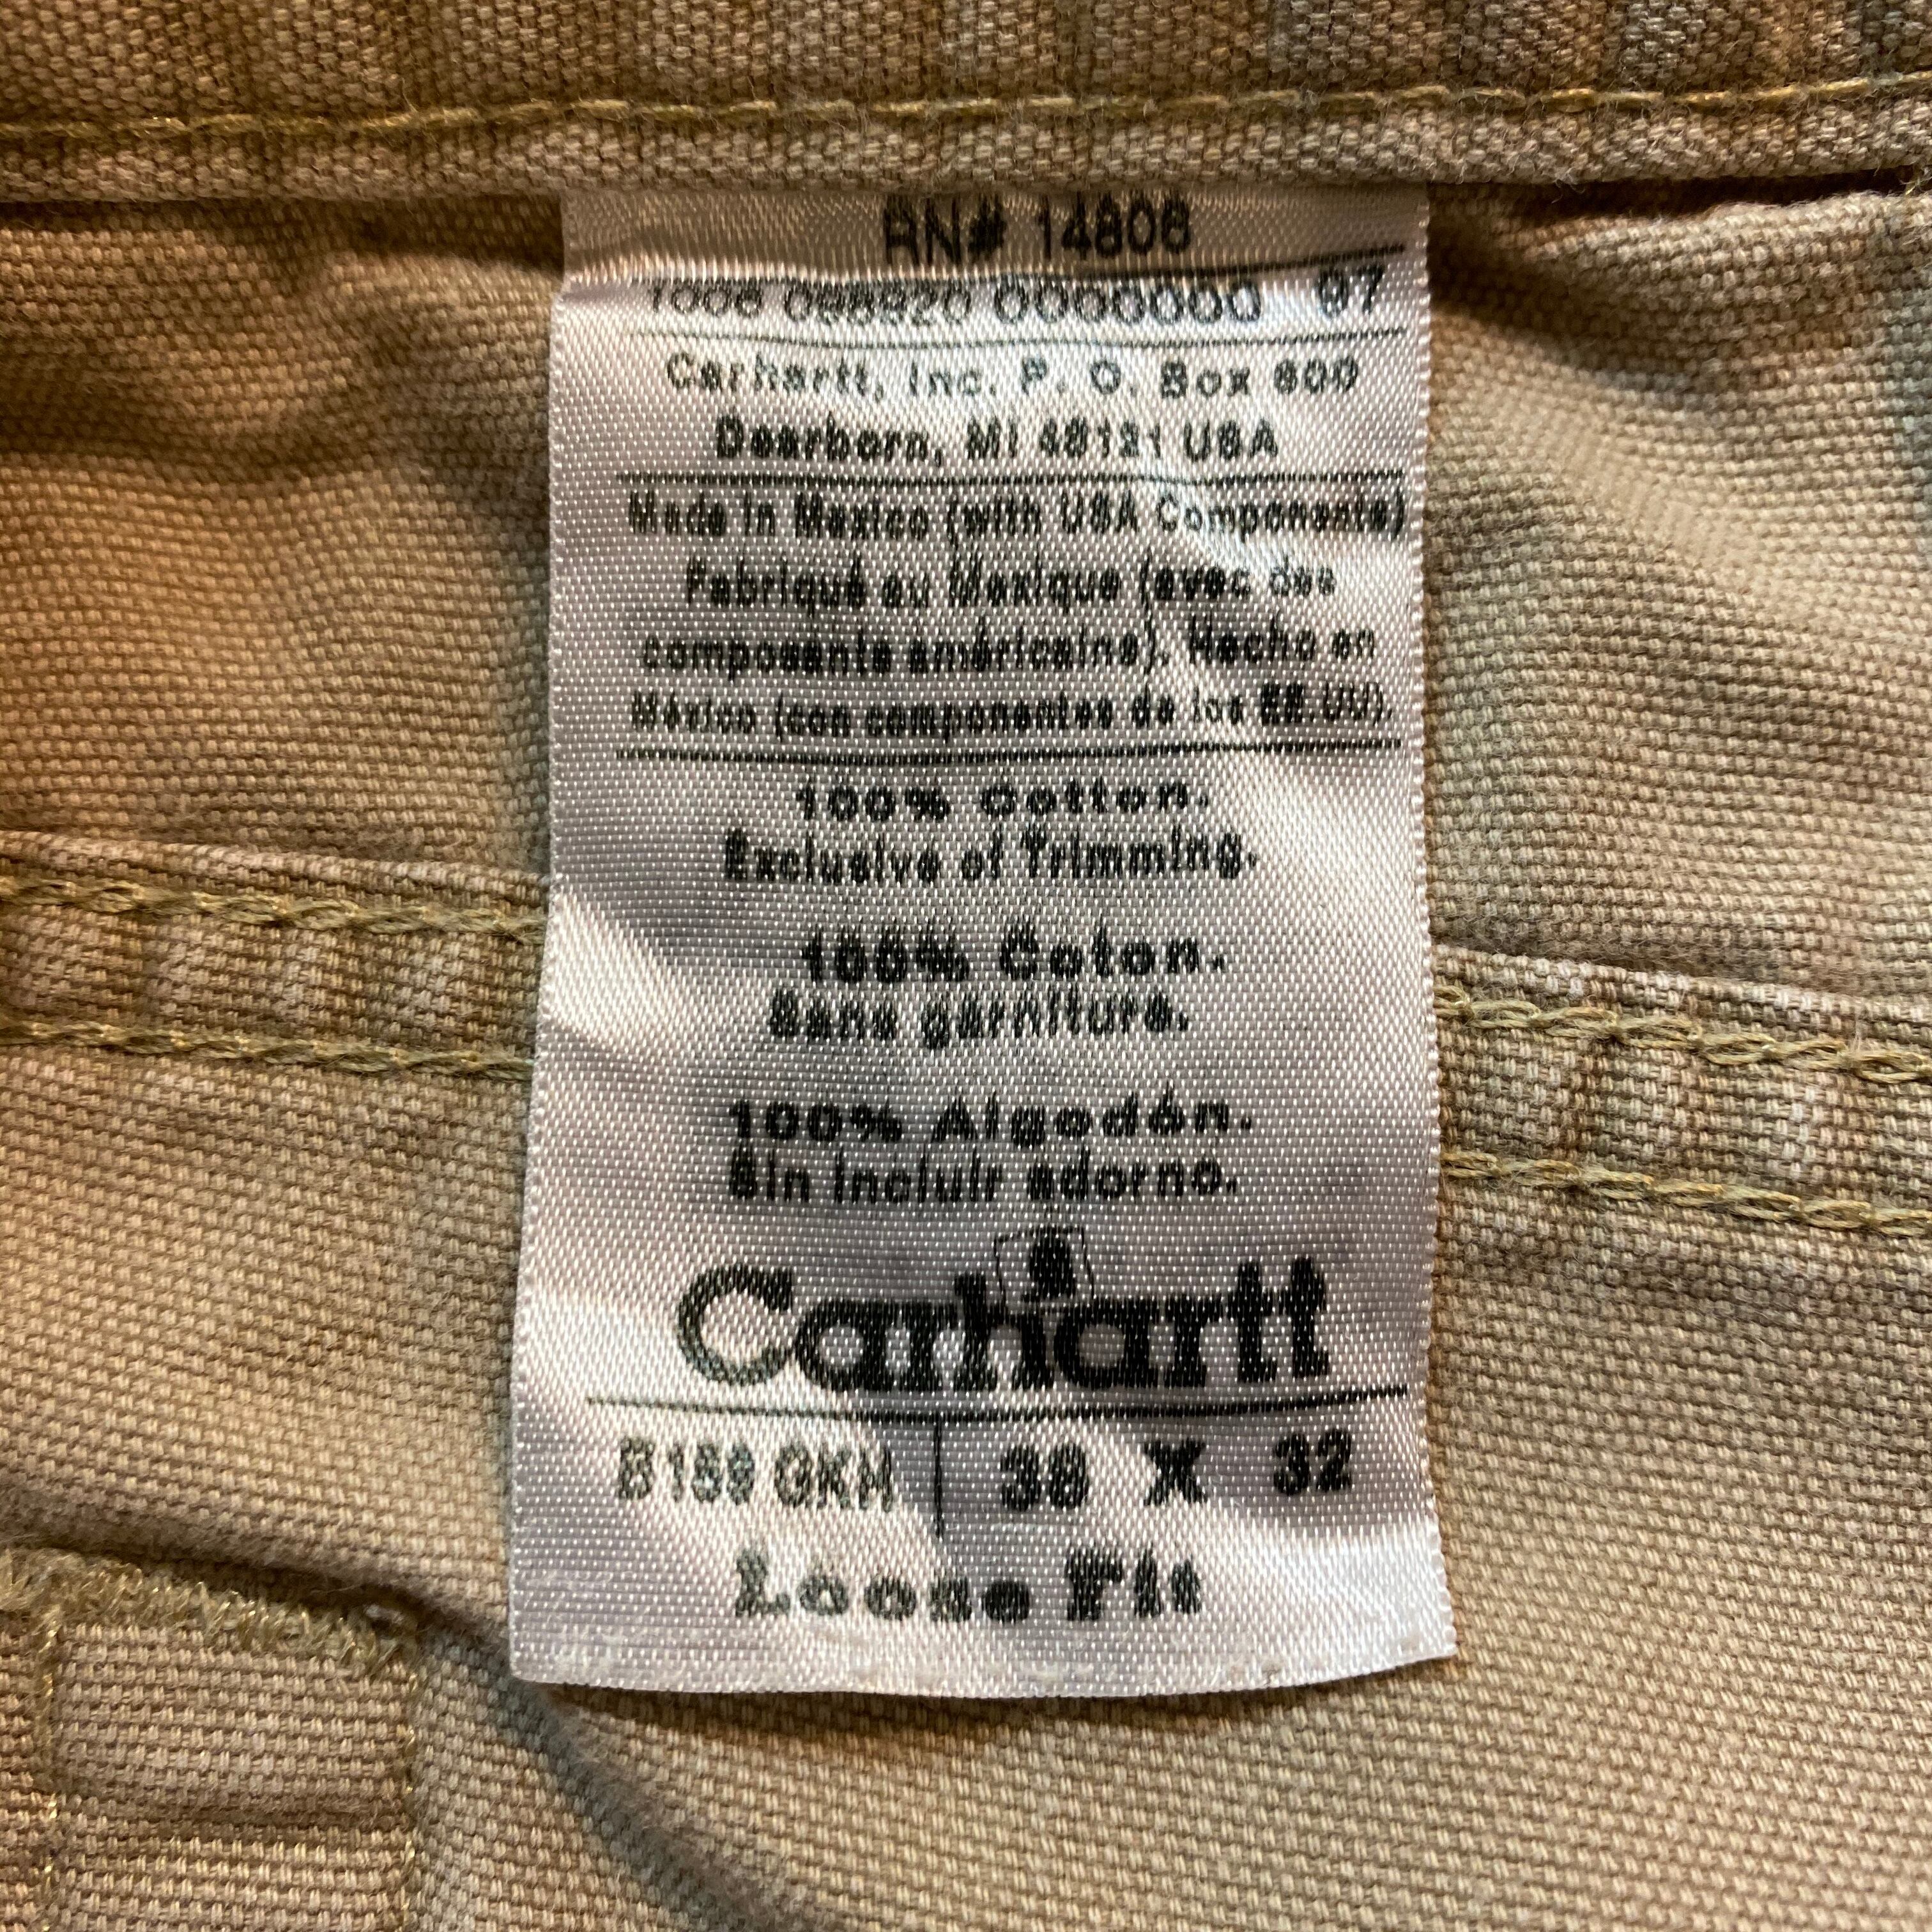 RN# 14806
1006 098920 0000000 07
Carhartt, Inc. P. O. Box 600
Dearborn, MI 48121 USA
Made in Mexico (with USA Components)
Fabriqué au Mexique (avec des
composants américains). Hecho en
México (con componentes de los EE UU).
100% Cotton.
Exclusive of Trimming.
100% Coton.
Sans garniture.
100% Algodón.
Sin incluir adorno.
Carhartt
B159 GKH 38 X 32
Loose Fit